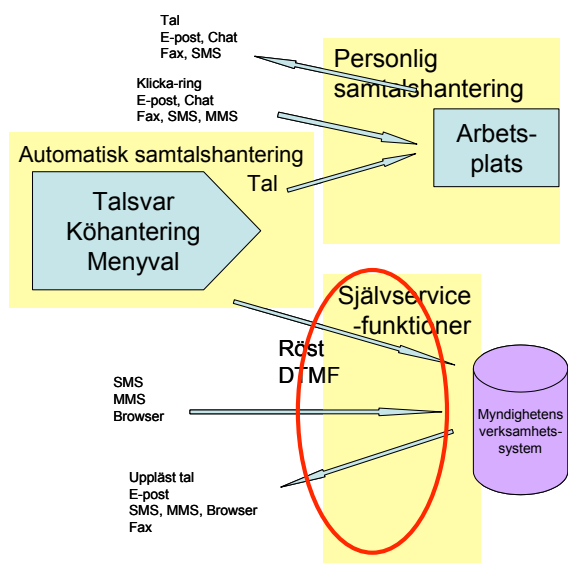 Tal
E-post, Chat
Fax, SMS
Personlig
samtalshantering
Klicka-ring
E-post, Chat
Fax, SMS, MMS
Arbets-
plats
Automatisk samtalshantering
Tal
Talsvar
Köhantering
Menyval
Självservice
-funktioner
Röst
DTMF
SMS
MMS
Browser
Myndighetens
verksamhets-
system
Uppläst tal
E-post
SMS, MMS, Browser
Fax